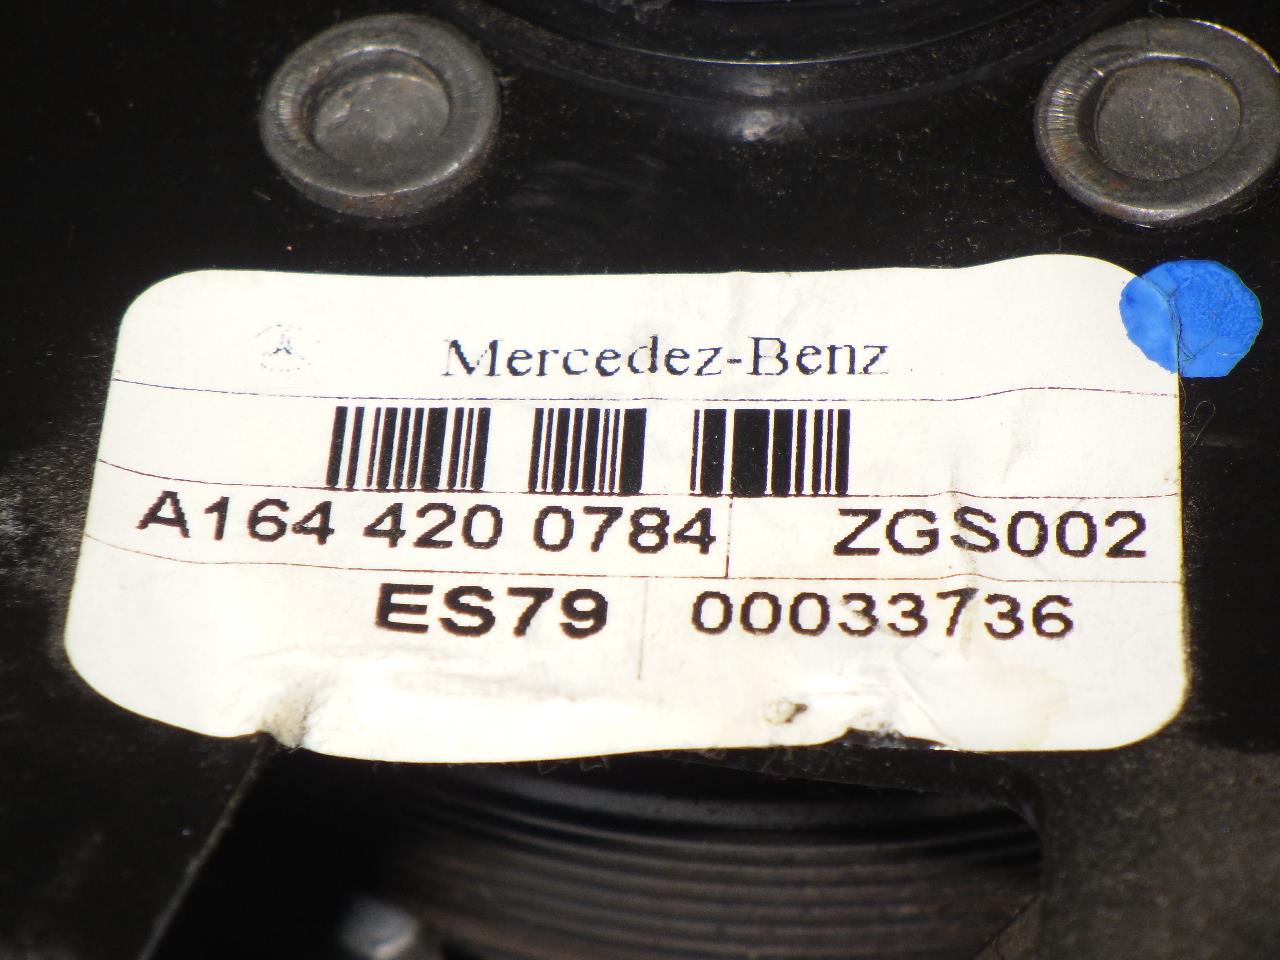 Mercedez-Benz
A164 420 0784 ZGS002
ES79 00033736